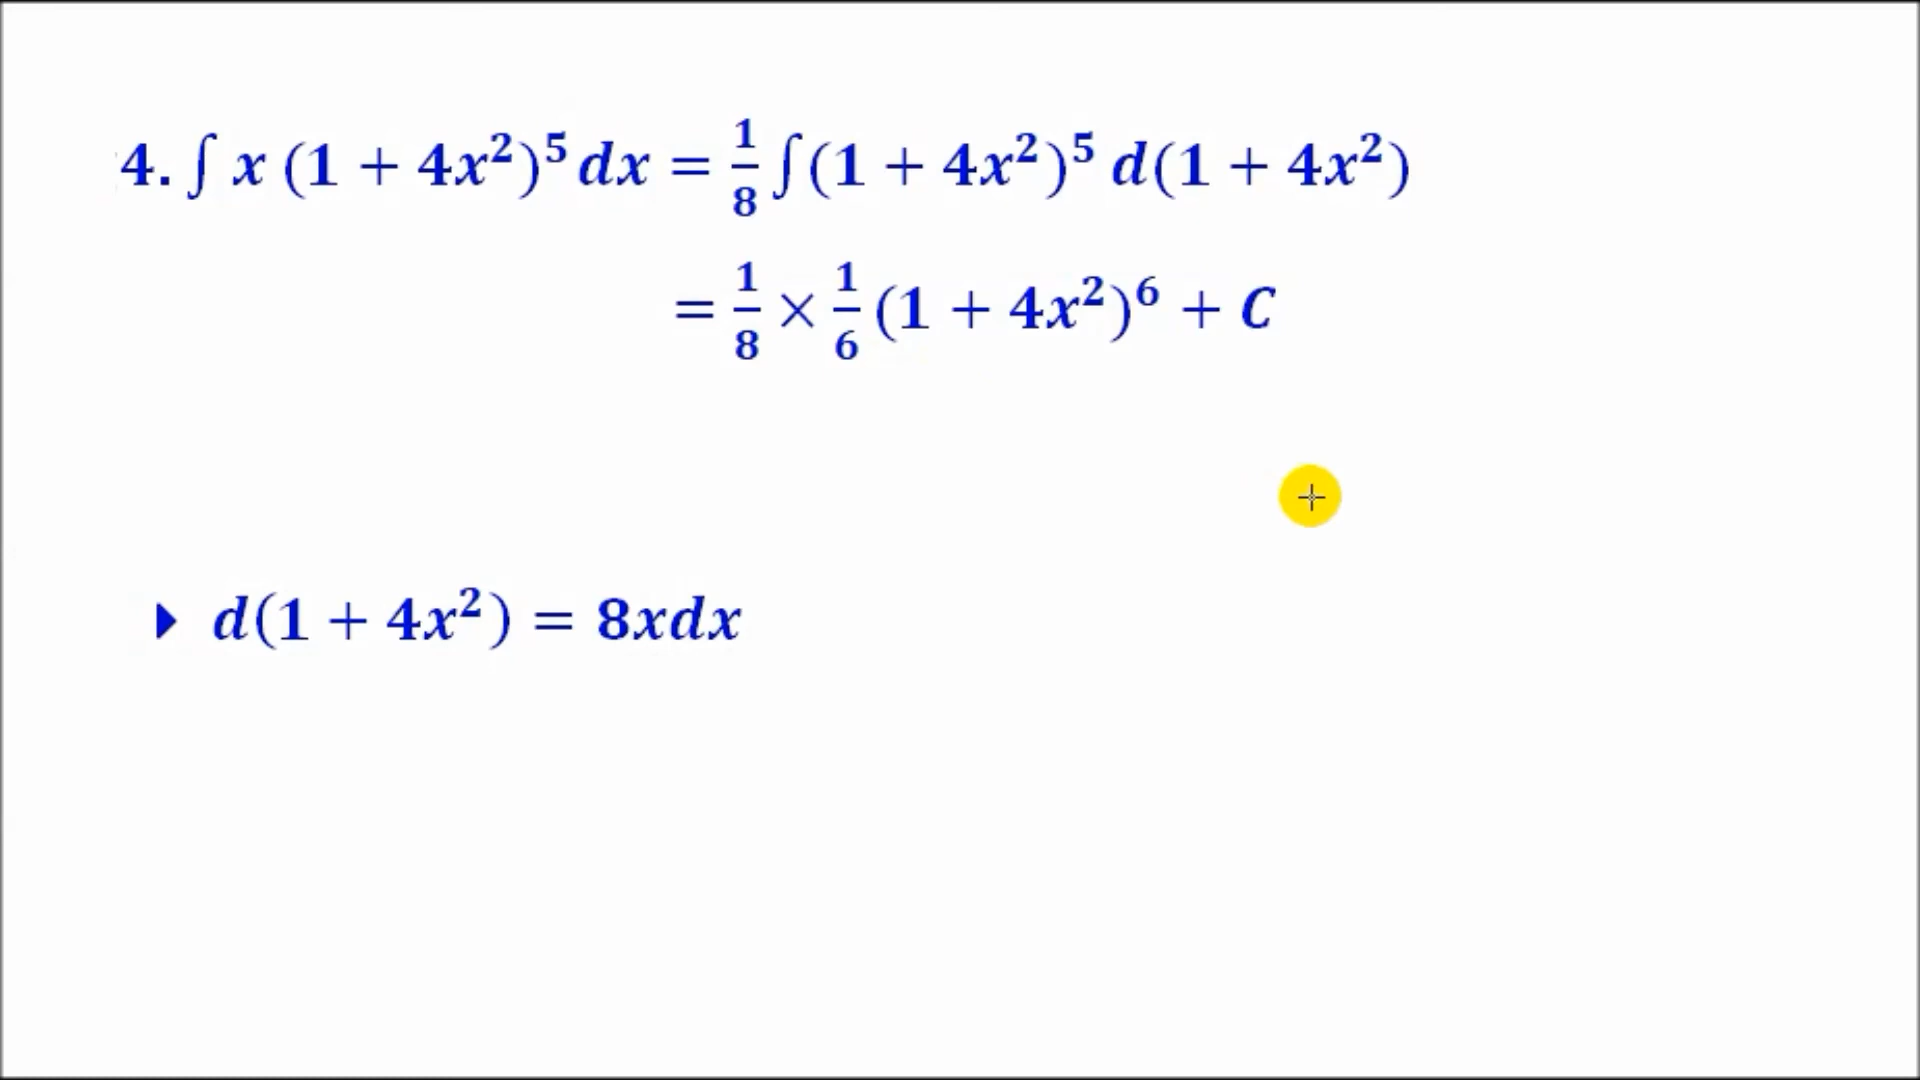 4. ∫ x (1 + 4x²)⁵ dx = 1/8 ∫(1 + 4x²)⁵ d(1 + 4x²)
= 1/8 × 1/6 (1 + 4x²)⁶ + C
▶ d(1 + 4x²) = 8xdx